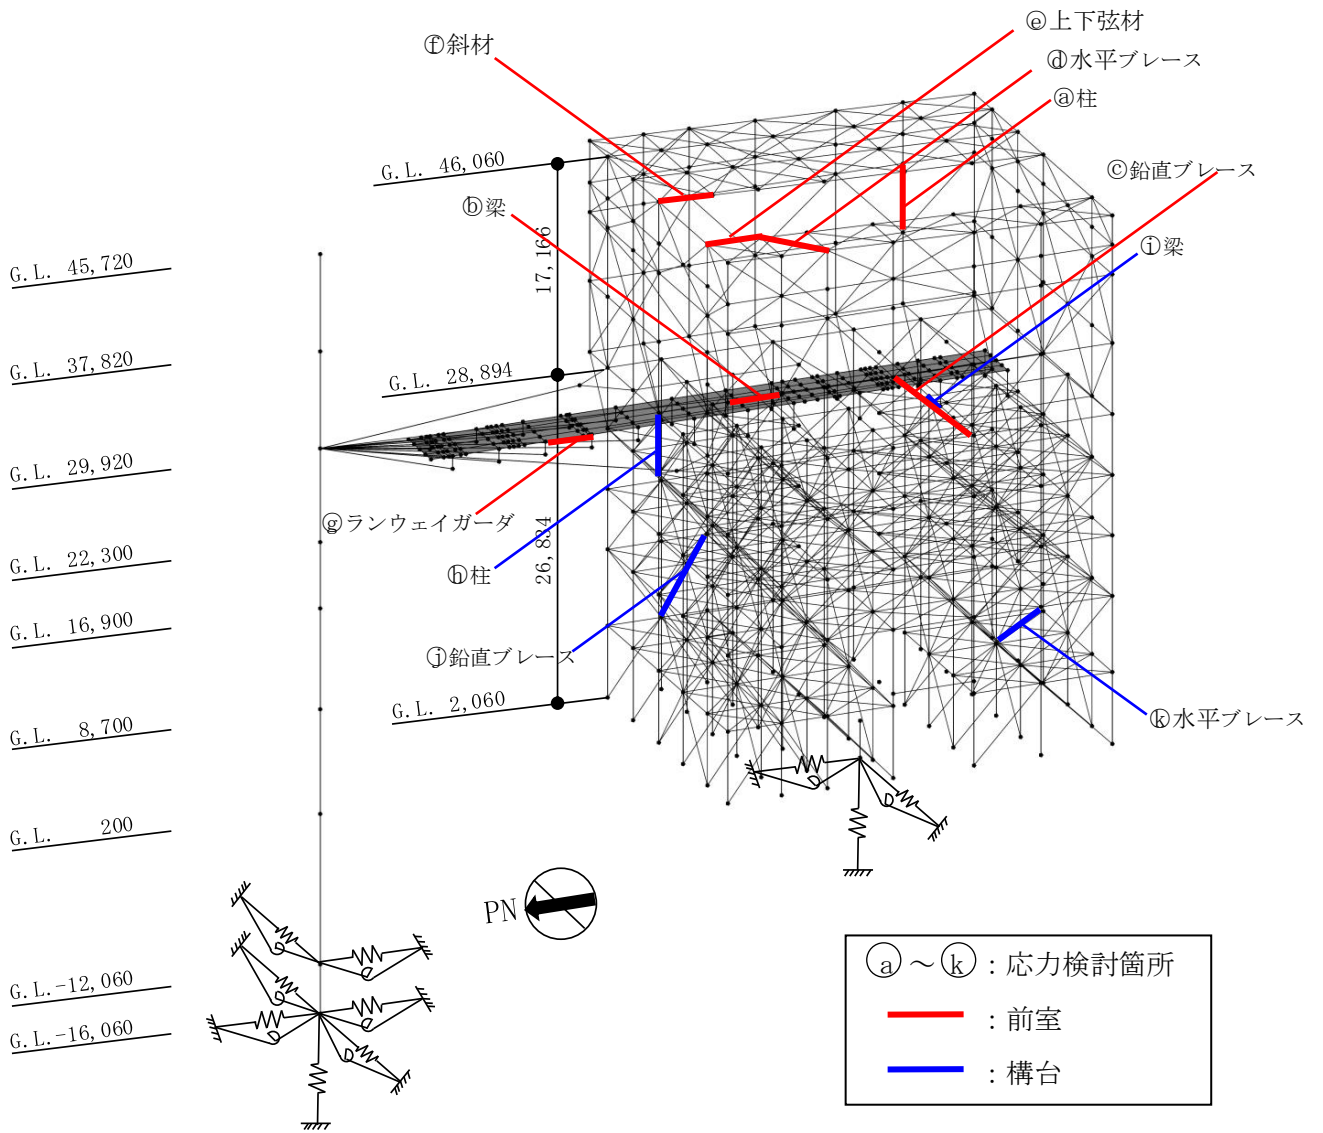 ⓔ上下弦材
ⓕ斜材
ⓓ水平ブレース
ⓐ柱
G.L. 46,060
ⓒ鉛直ブレース
ⓑ梁
ⓘ梁
17,166
G.L. 45,720
G.L. 37,820
G.L. 28,894
G.L. 29,920
ⓖランウェイガーダ
26,834
G.L. 22,300
ⓗ柱
G.L. 16,900
ⓙ鉛直ブレース
G.L. 2,060
ⓚ水平ブレース
G.L. 8,700
G.L. 200
PN
ⓐ～ⓚ：応力検討箇所
：前室
：構台
G.L.-12,060
G.L.-16,060